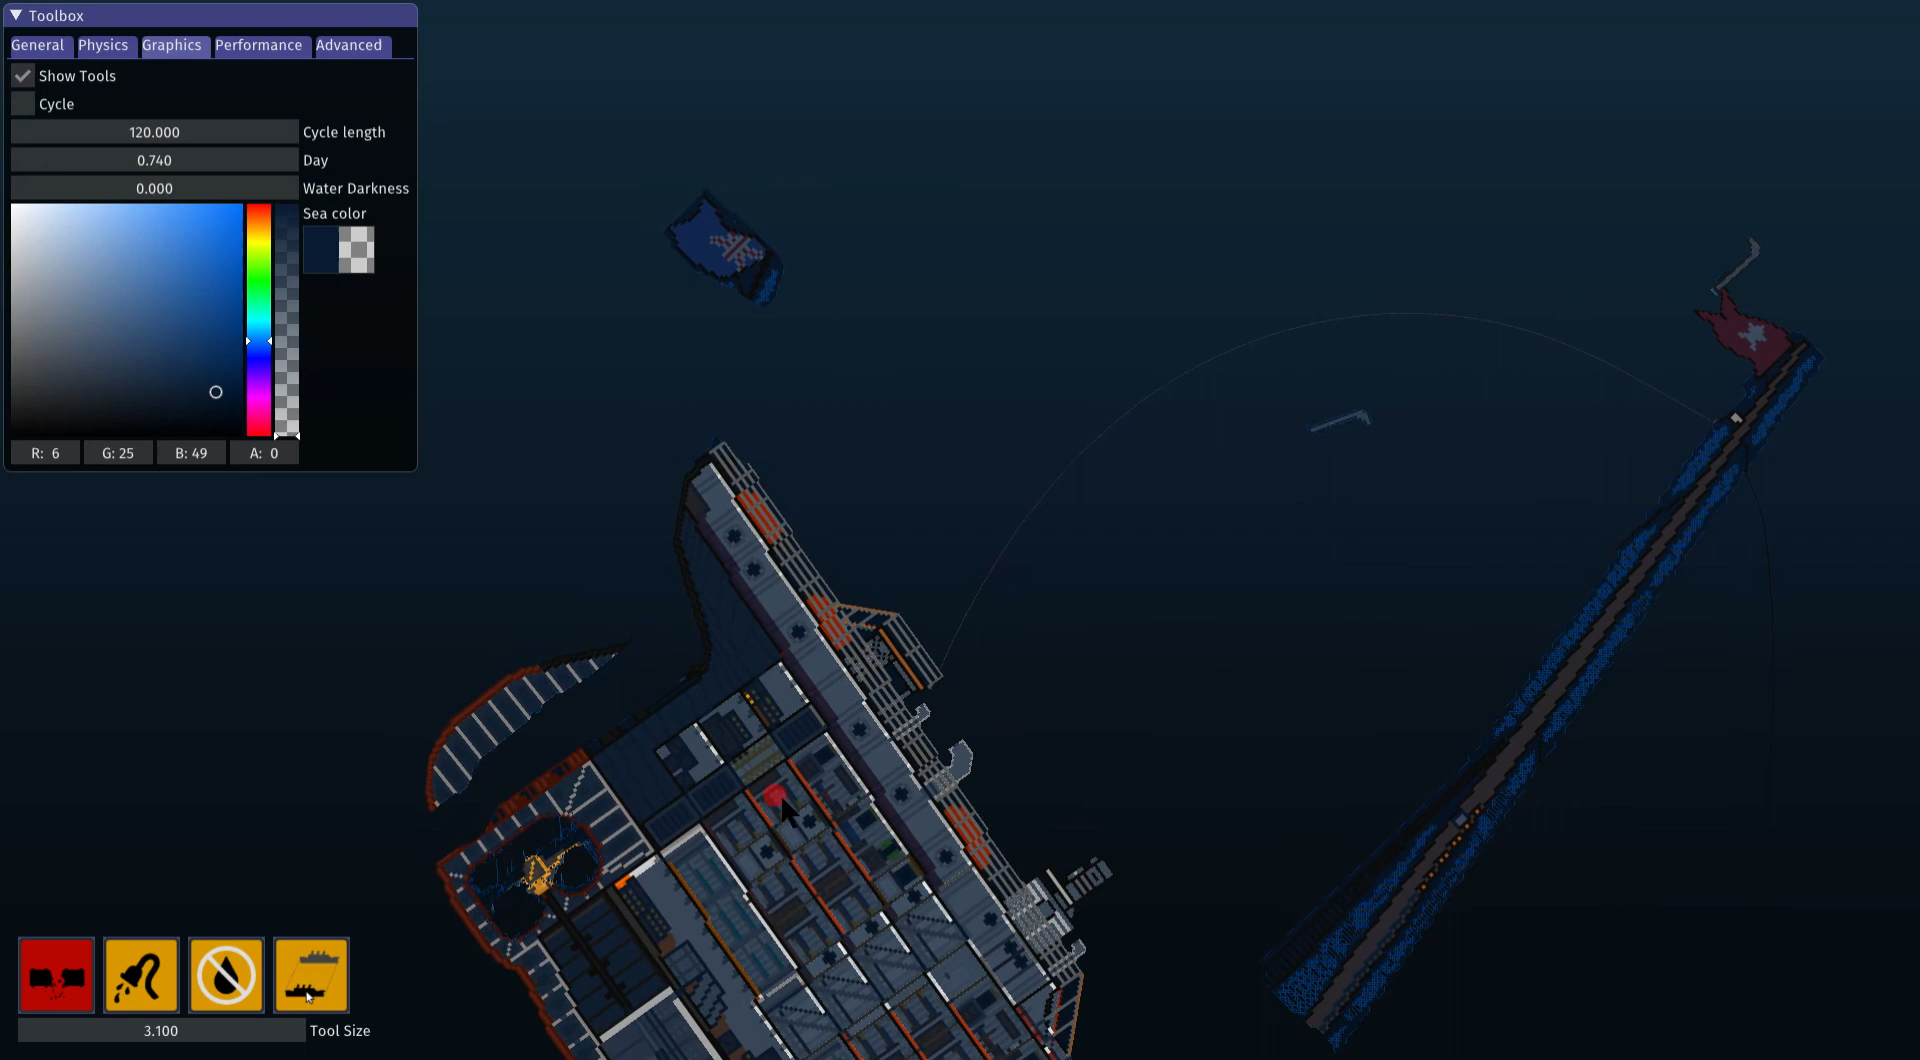 Toolbox
General Physics Graphics Performance Advanced
Show Tools
Cycle
120.000 Cycle length
0.740 Day
0.000 Water Darkness
Sea color
R: 6 G: 25 B: 49 A: 0
3.100 Tool Size